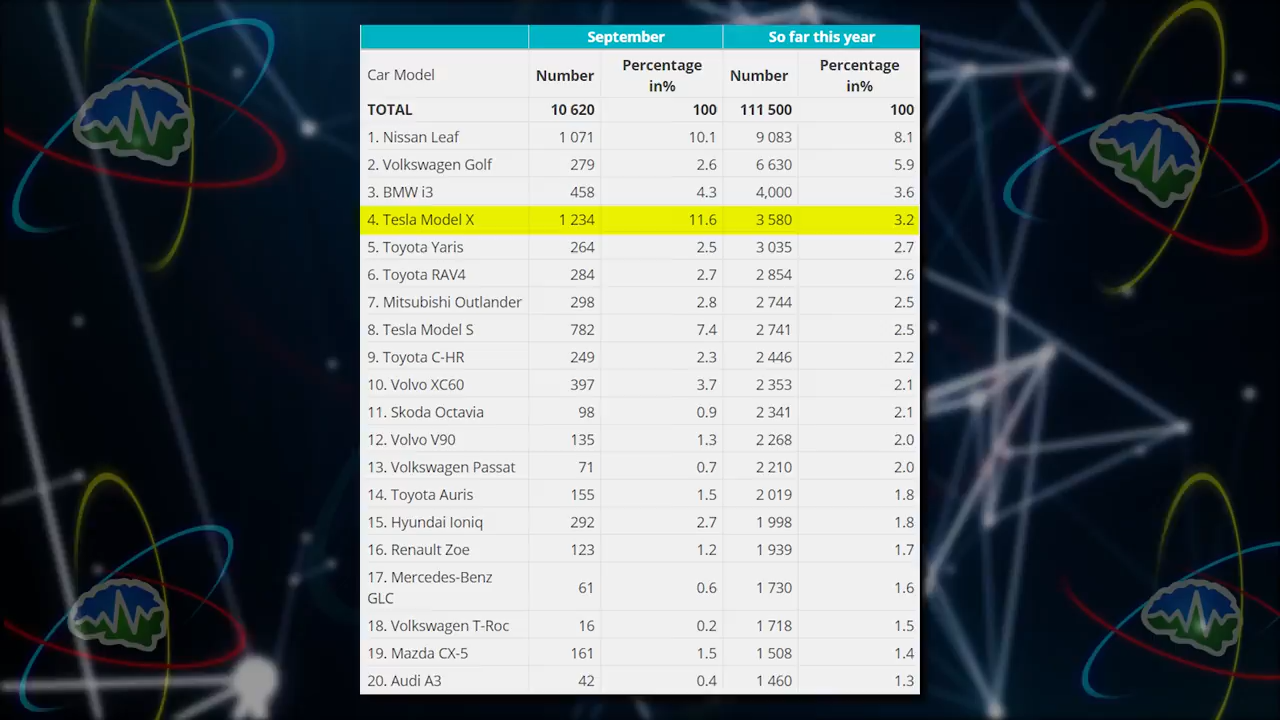 September So far this year
Car Model Number Percentage in% Number Percentage in%
TOTAL 10 620 100 111 500 100
1. Nissan Leaf 1 071 10.1 9 083 8.1
2. Volkswagen Golf 279 2.6 6 630 5.9
3. BMW i3 458 4.3 4,000 3.6
4. Tesla Model X 1 234 11.6 3 580 3.2
5. Toyota Yaris 264 2.5 3 035 2.7
6. Toyota RAV4 284 2.7 2 854 2.6
7. Mitsubishi Outlander 298 2.8 2 744 2.5
8. Tesla Model S 782 7.4 2 741 2.5
9. Toyota C-HR 249 2.3 2 446 2.2
10. Volvo XC60 397 3.7 2 353 2.1
11. Skoda Octavia 98 0.9 2 341 2.1
12. Volvo V90 135 1.3 2 268 2.0
13. Volkswagen Passat 71 0.7 2 210 2.0
14. Toyota Auris 155 1.5 2 019 1.8
15. Hyundai Ioniq 292 2.7 1 998 1.8
16. Renault Zoe 123 1.2 1 939 1.7
17. Mercedes-Benz GLC 61 0.6 1 730 1.6
18. Volkswagen T-Roc 16 0.2 1 718 1.5
19. Mazda CX-5 161 1.5 1 508 1.4
20. Audi A3 42 0.4 1 460 1.3